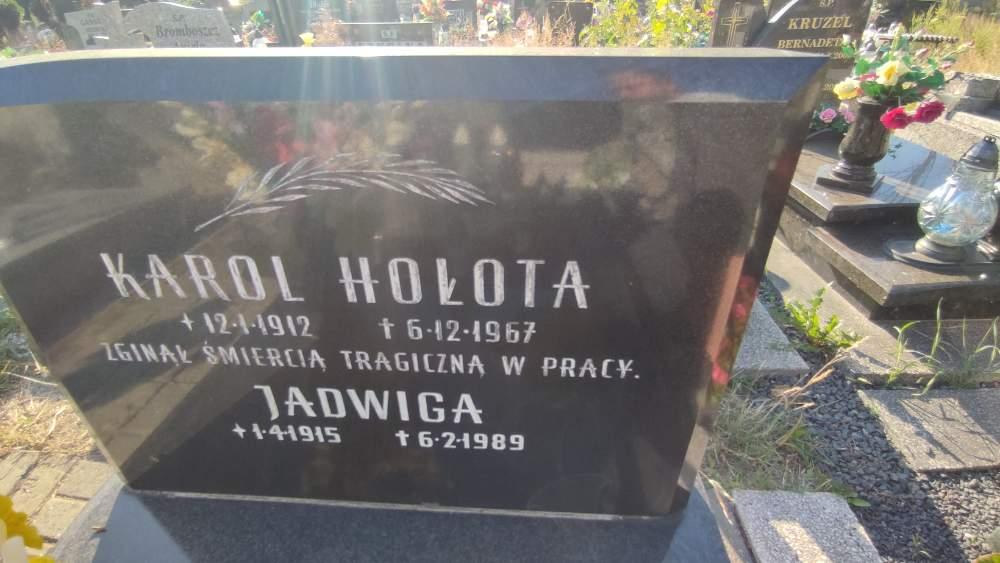 Bromboszcz
KRUZEL
KAROL HOŁOTA
* 12·1·1912 † 6·12·1967
ZGINĄŁ ŚMIERCIĄ TRAGICZNĄ W PRACY.
JADWIGA
* 1·4·1915 † 6·2·1989